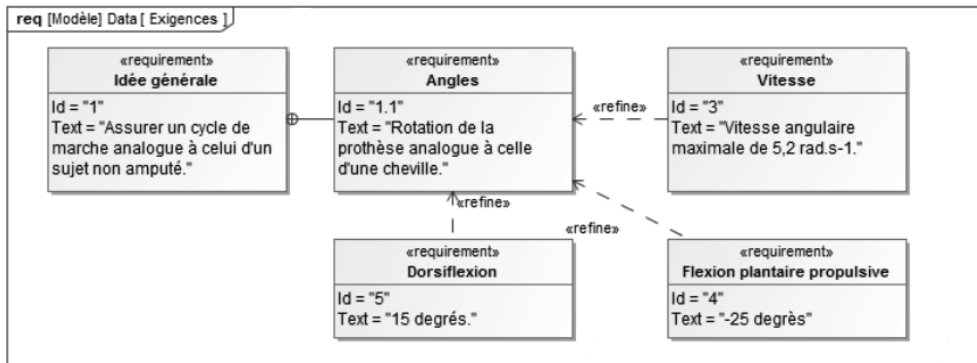 req [Modèle] Data [ Exigences ]
«requirement»
Idée générale
Id = "1"
Text = "Assurer un cycle de
marche analogue à celui d'un
sujet non amputé."
«requirement»
Angles
Id = "1.1"
Text = "Rotation de la
prothèse analogue à celle
d'une cheville."
«refine»
«requirement»
Vitesse
Id = "3"
Text = "Vitesse angulaire
maximale de 5,2 rad.s-1."
«refine»
«refine»
«requirement»
Dorsiflexion
Id = "5"
Text = "15 degrés."
«requirement»
Flexion plantaire propulsive
Id = "4"
Text = "-25 degrès"